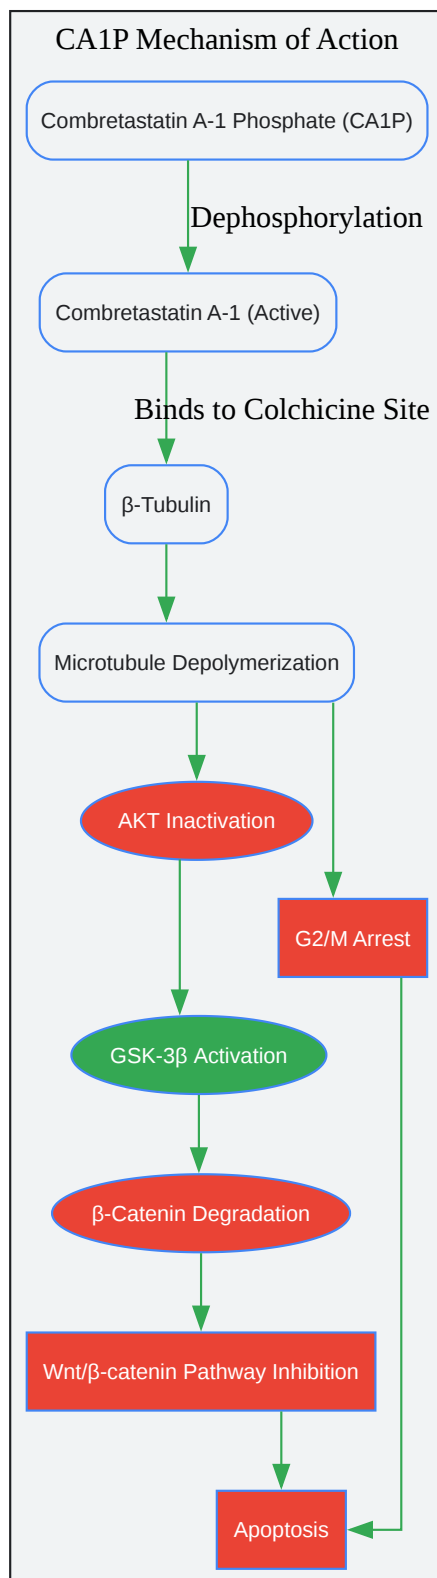 CA1P Mechanism of Action
Combretastatin A-1 Phosphate (CA1P)
Dephosphorylation
Combretastatin A-1 (Active)
Binds to Colchicine Site
β-Tubulin
Microtubule Depolymerization
AKT Inactivation
G2/M Arrest
GSK-3β Activation
β-Catenin Degradation
Wnt/β-catenin Pathway Inhibition
Apoptosis